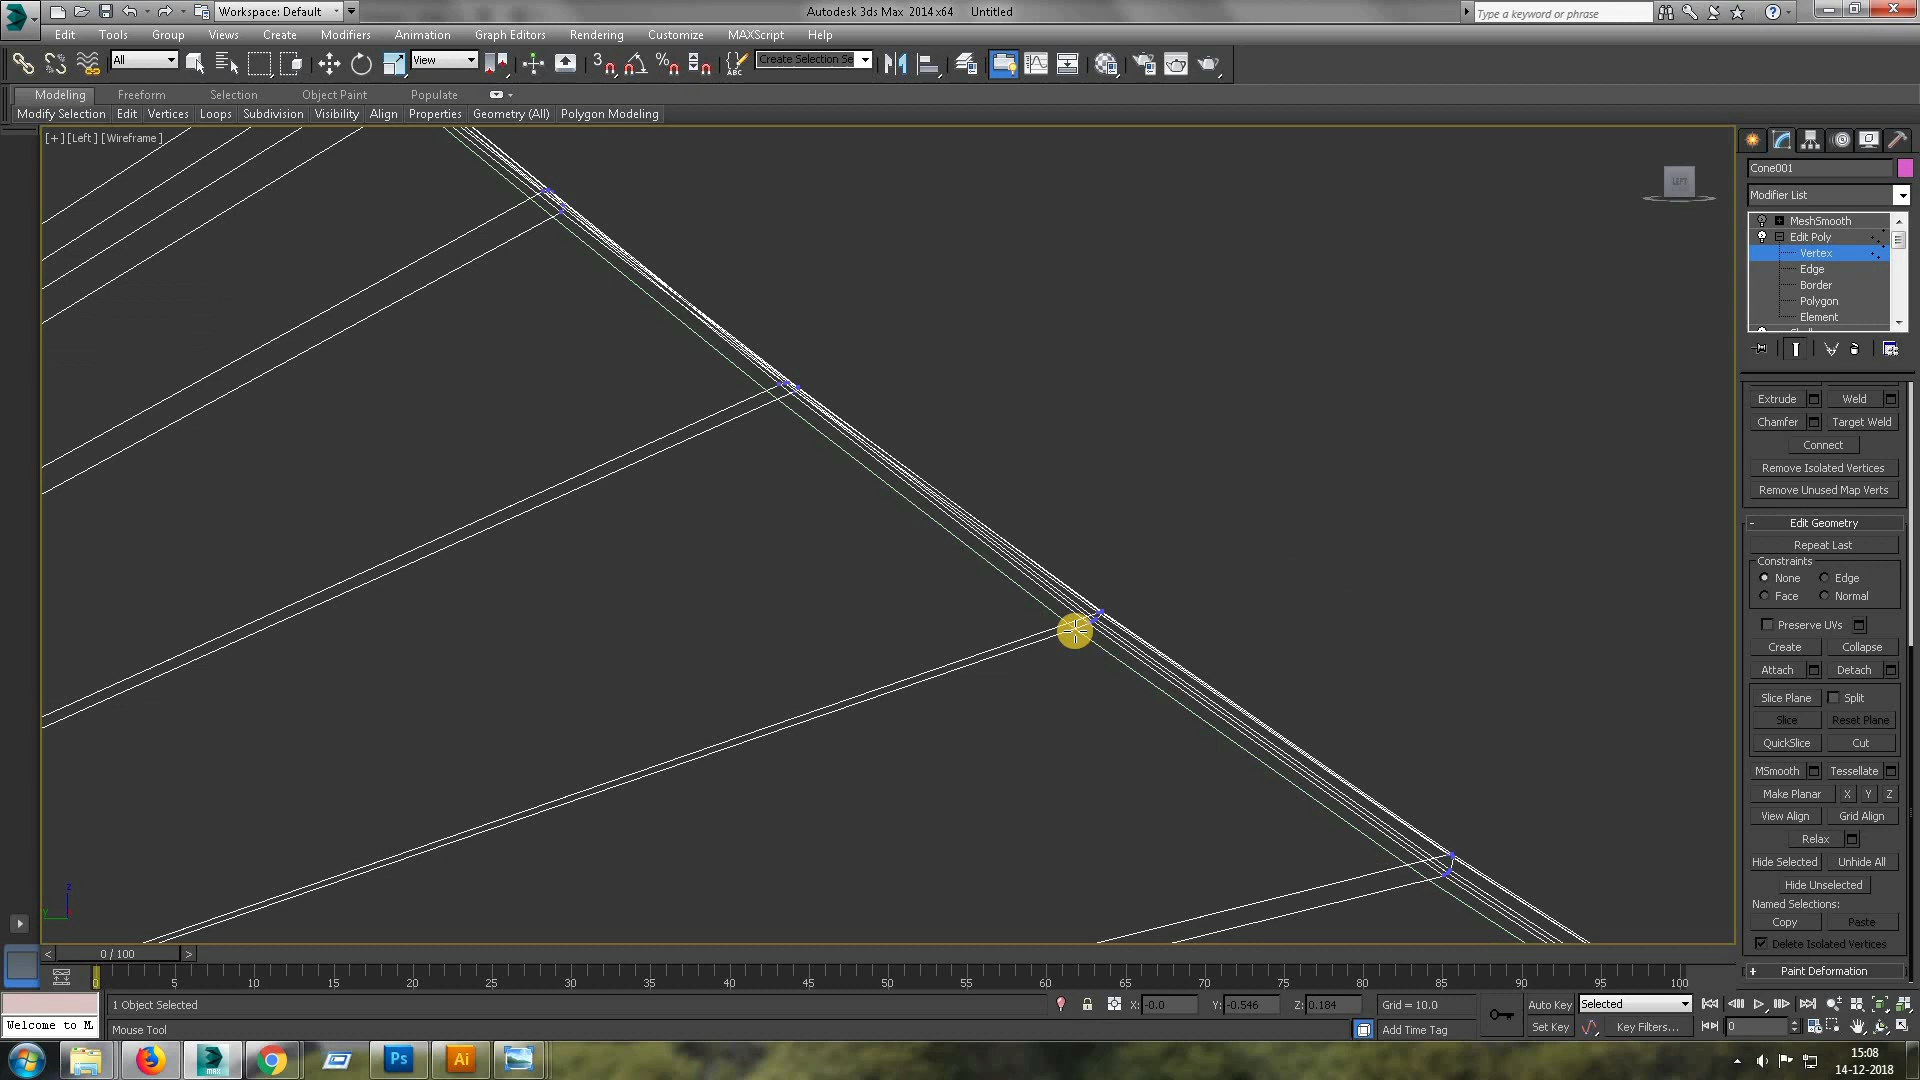 Workspace: Default
Autodesk 3ds Max 2014 x64 Untitled
Type a keyword or phrase
Edit Tools Group Views Create Modifiers Animation Graph Editors Rendering Customize MAXScript Help
All
View
3
ABC
Create Selection Se
Modeling Freeform Selection Object Paint Populate
Modify Selection Edit Vertices Loops Subdivision Visibility Align Properties Geometry (All) Polygon Modeling
[+] [Left] [Wireframe]
LEFT
Cone001
Modifier List
MeshSmooth
Edit Poly
Vertex
Edge
Border
Polygon
Element
Extrude Weld
Chamfer Target Weld
Connect
Remove Isolated Vertices
Remove Unused Map Verts
- Edit Geometry
Repeat Last
Constraints
None Edge
Face Normal
Preserve UVs
Create Collapse
Attach Detach
Slice Plane Split
Slice Reset Plane
QuickSlice Cut
MSmooth Tessellate
Make Planar X Y Z
View Align Grid Align
Relax
Hide Selected Unhide All
Hide Unselected
Named Selections:
Copy Paste
Delete Isolated Vertices
+ Paint Deformation
z
y
< 0 / 100 >
0 5 10 15 20 25 30 35 40 45 50 55 60 65 70 75 80 85 90 95 100
1 Object Selected
X: -0.0 Y: -0.546 Z: 0.184 Grid = 10.0
Auto Key Selected
Welcome to M
Mouse Tool
Add Time Tag
Set Key Key Filters... 0
MAX
Ps
Ai
15:08
14-12-2018